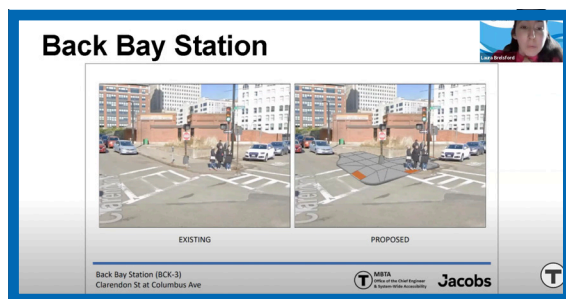 Back Bay Station
Laura Brelsford
EXISTING
PROPOSED
Back Bay Station (BCK-3)
Clarendon St at Columbus Ave
T
MBTA
Office of the Chief Engineer
& System-Wide Accessibility
Jacobs
T